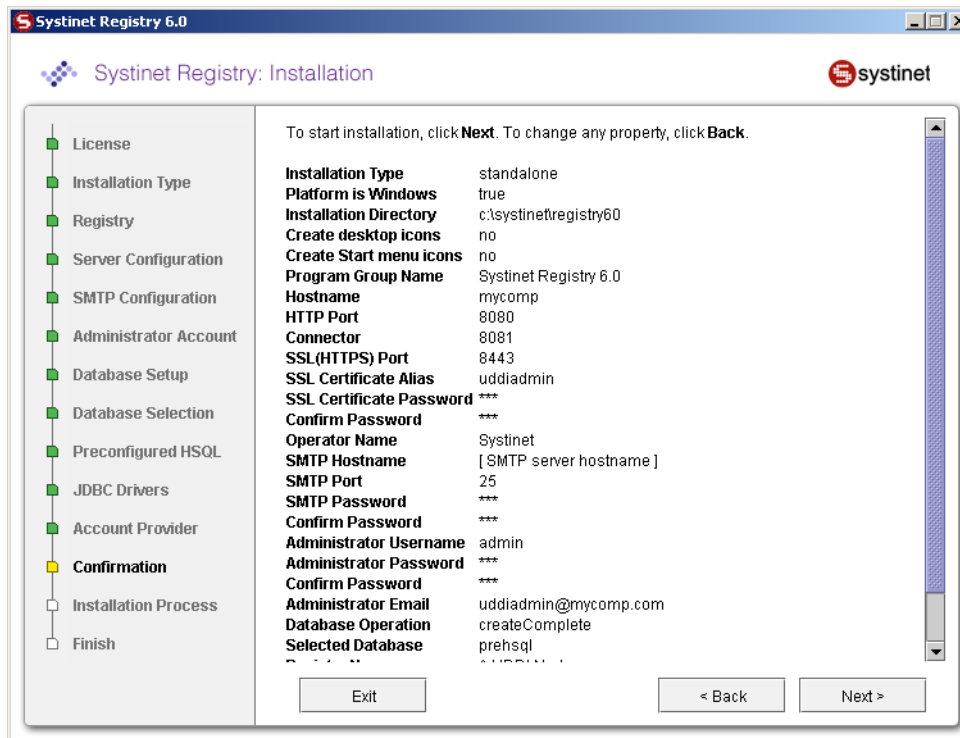 Systinet Registry 6.0
Systinet Registry: Installation
systinet
License
Installation Type
Registry
Server Configuration
SMTP Configuration
Administrator Account
Database Setup
Database Selection
Preconfigured HSQL
JDBC Drivers
Account Provider
Confirmation
Installation Process
Finish
To start installation, click Next. To change any property, click Back.
Installation Type standalone
Platform is Windows true
Installation Directory c:\systinet\registry60
Create desktop icons no
Create Start menu icons no
Program Group Name Systinet Registry 6.0
Hostname mycomp
HTTP Port 8080
Connector 8081
SSL(HTTPS) Port 8443
SSL Certificate Alias uddiadmin
SSL Certificate Password ***
Confirm Password ***
Operator Name Systinet
SMTP Hostname [ SMTP server hostname ]
SMTP Port 25
SMTP Password ***
Confirm Password ***
Administrator Username admin
Administrator Password ***
Confirm Password ***
Administrator Email uddiadmin@mycomp.com
Database Operation createComplete
Selected Database prehsql
Exit
< Back
Next >